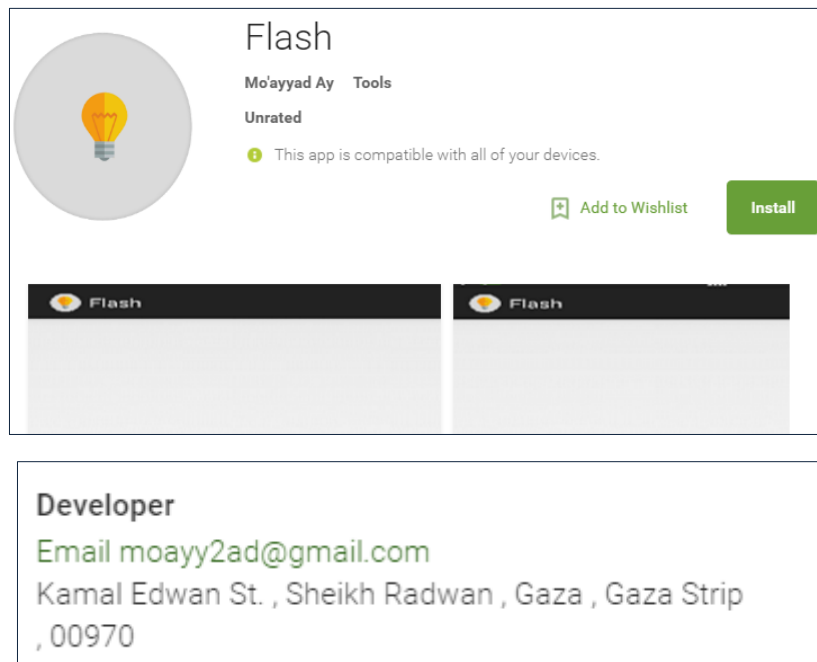 Flash
Mo'ayyad Ay Tools
Unrated
This app is compatible with all of your devices.
Add to Wishlist
Install
Flash
Flash
Developer
Email moayy2ad@gmail.com
Kamal Edwan St. , Sheikh Radwan , Gaza , Gaza Strip
, 00970